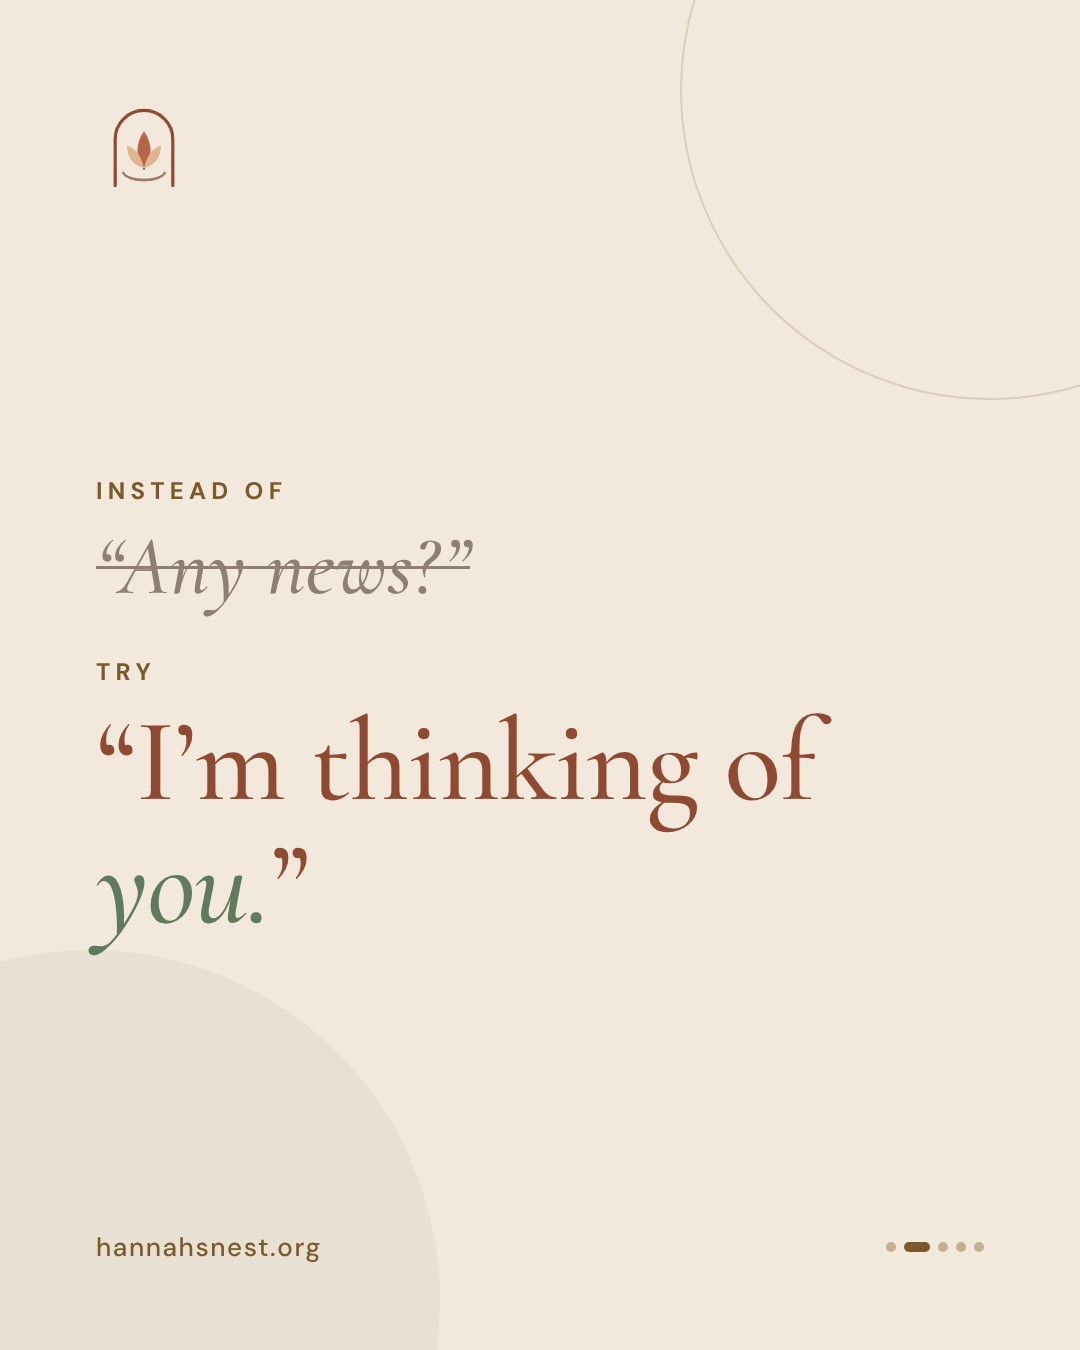 INSTEAD OF
“Any news?”
TRY
“I’m thinking of
you.”
hannahsnest.org